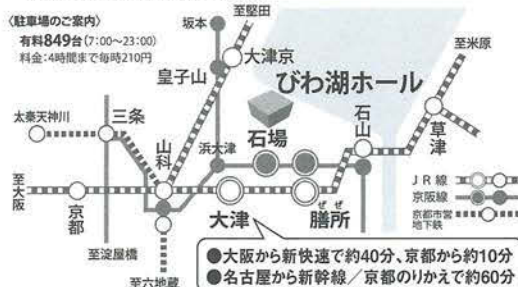 〈駐車場のご案内〉
有料849台(7:00〜23:00)
料金:4時間まで毎時210円
坂本
至堅田
大津京
皇子山
びわ湖ホール
至米原
太秦天神川
三条
山科
浜大津
石場
石山
草津
至大阪
京都
大津
ぜぜ
膳所
JR線
京阪線
京都市営
地下鉄
至淀屋橋
至六地蔵
●大阪から新快速で約40分、京都から約10分
●名古屋から新幹線/京都のりかえで約60分